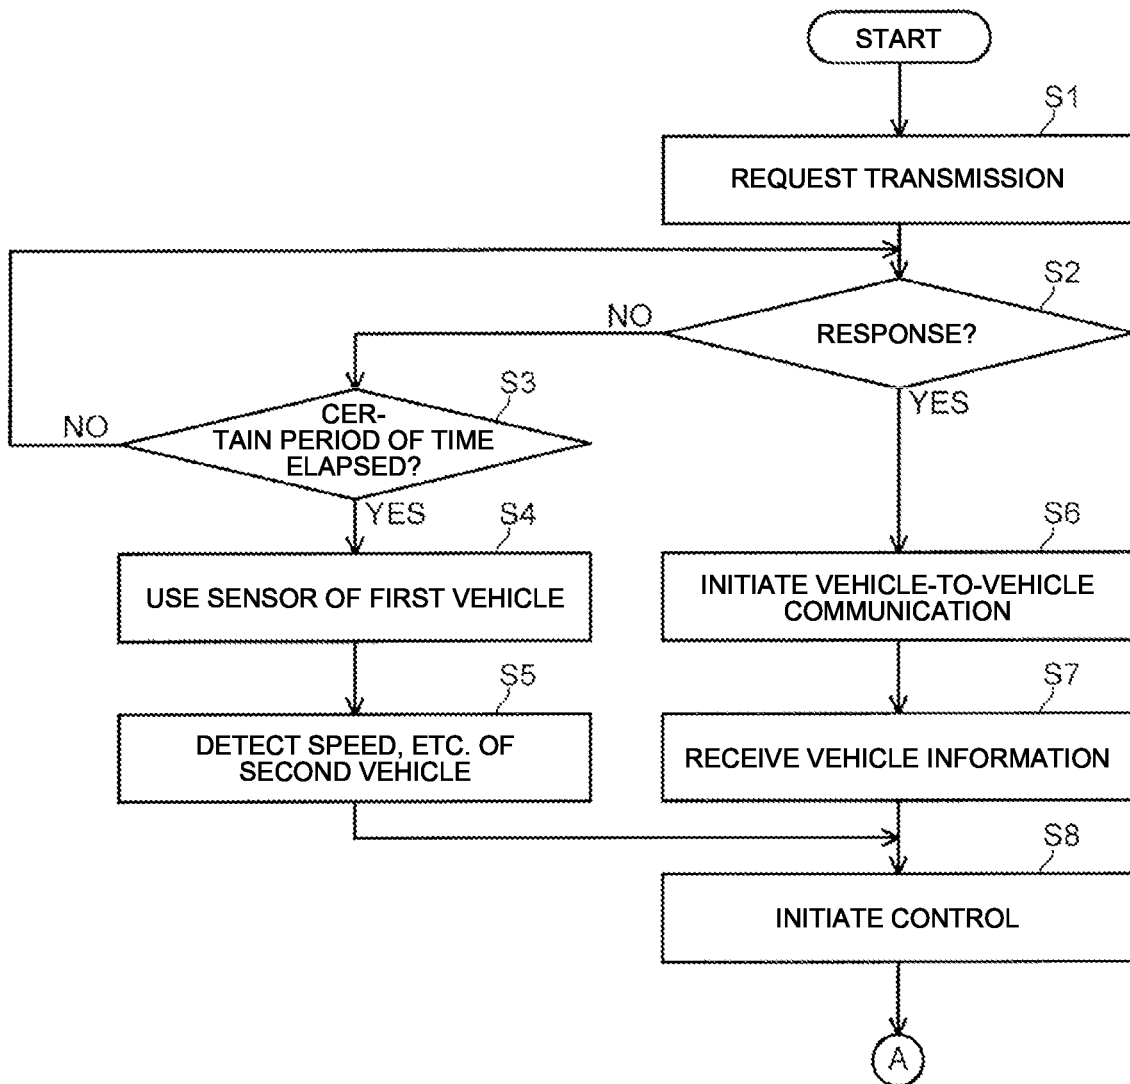 START
S1
REQUEST TRANSMISSION
S2
NO
RESPONSE?
YES
S3
NO
CER-
TAIN PERIOD OF TIME
ELAPSED?
YES
S4
USE SENSOR OF FIRST VEHICLE
S6
INITIATE VEHICLE-TO-VEHICLE
COMMUNICATION
S5
DETECT SPEED, ETC. OF
SECOND VEHICLE
S7
RECEIVE VEHICLE INFORMATION
S8
INITIATE CONTROL
A